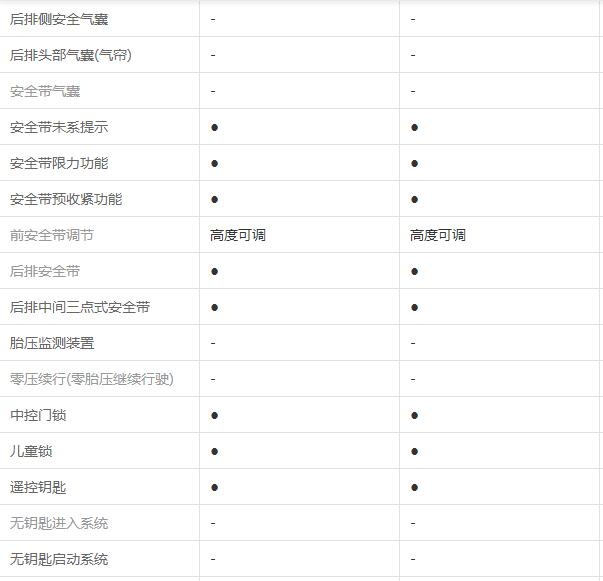 后排侧安全气囊 - -
后排头部气囊(气帘) - -
安全带气囊 - -
安全带未系提示 ● ●
安全带限力功能 ● ●
安全带预收紧功能 ● ●
前安全带调节 高度可调 高度可调
后排安全带 ● ●
后排中间三点式安全带 ● ●
胎压监测装置 - -
零压续行(零胎压继续行驶) - -
中控门锁 ● ●
儿童锁 ● ●
遥控钥匙 ● ●
无钥匙进入系统 - -
无钥匙启动系统 - -